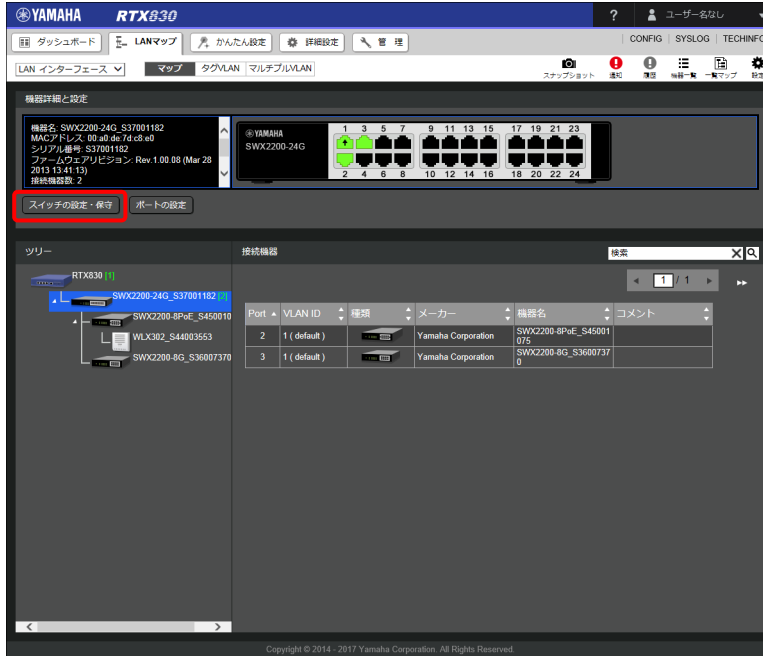 YAMAHA RTX830 ? ユーザー名なし
ダッシュボード LANマップ かんたん設定 詳細設定 管 理 CONFIG SYSLOG TECHINFO
LAN インターフェース マップ タグVLAN マルチプルVLAN スナップショット 通知 履歴 機器一覧 一覧マップ 設定
機器詳細と設定
機器名: SWX2200-24G_S37001182
MACアドレス: 00:a0:de:7d:c8:e0
シリアル番号: S37001182
ファームウェアリビジョン: Rev.1.00.08 (Mar 28
2013 13:41:13)
接続機器数: 2
YAMAHA
SWX2200-24G
1 3 5 7 9 11 13 15 17 19 21 23
2 4 6 8 10 12 14 16 18 20 22 24
スイッチの設定・保守 ポートの設定
ツリー
RTX830 [1]
SWX2200-24G_S37001182 [2]
SWX2200-8PoE_S450010
WLX302_S44003553
SWX2200-8G_S36007370
接続機器 検索
1 / 1
Port VLAN ID 種類 メーカー 機器名 コメント
2 1 ( default ) Yamaha Corporation SWX2200-8PoE_S45001
075
3 1 ( default ) Yamaha Corporation SWX2200-8G_S3600737
0
Copyright © 2014 - 2017 Yamaha Corporation. All Rights Reserved.